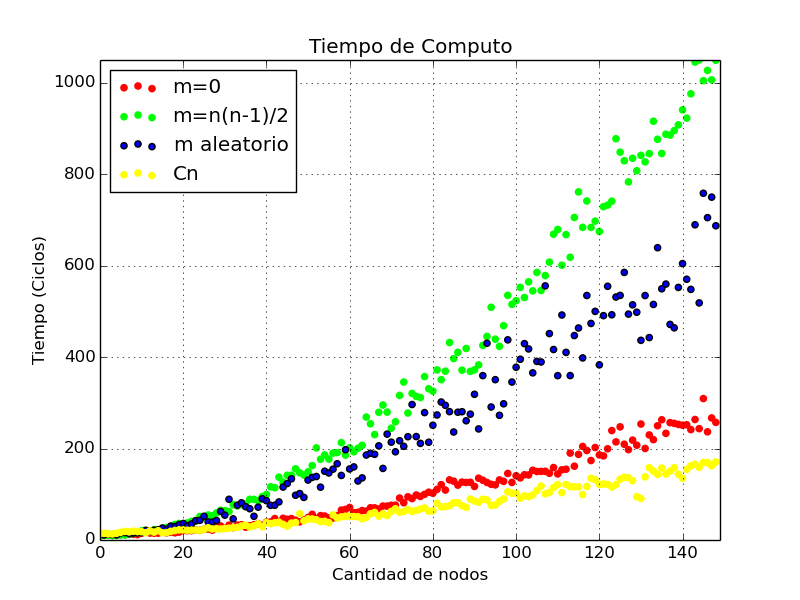 Tiempo de Computo
m=0
m=n(n-1)/2
m aleatorio
Cn
Tiempo (Ciclos)
1000
800
600
400
200
0
0 20 40 60 80 100 120 140
Cantidad de nodos